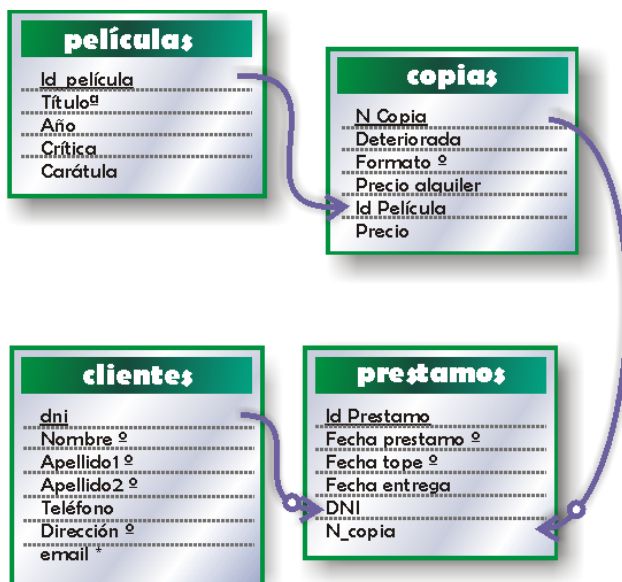 películas
Id_película
Títuloª
Año
Crítica
Carátula
copias
N Copia
Deteriorada
Formato º
Precio alquiler
Id Película
Precio
clientes
dni
Nombre º
Apellido1 º
Apellido2 º
Teléfono
Dirección º
email *
prestamos
Id Prestamo
Fecha prestamo º
Fecha tope º
Fecha entrega
DNI
N_copia